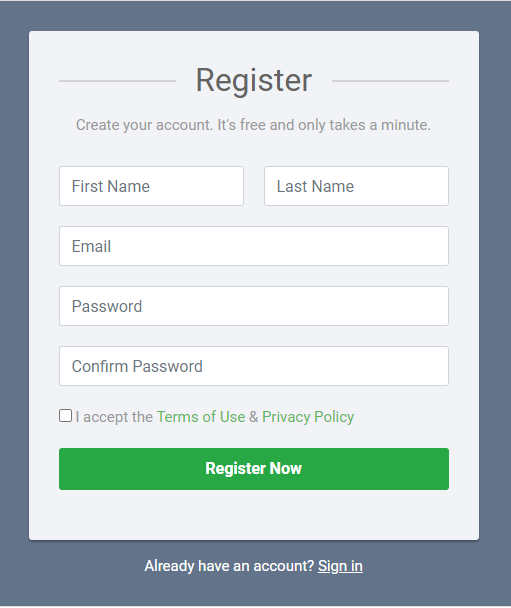 Register
Create your account. It's free and only takes a minute.
First Name Last Name
Email
Password
Confirm Password
I accept the Terms of Use & Privacy Policy
Register Now
Already have an account? Sign in